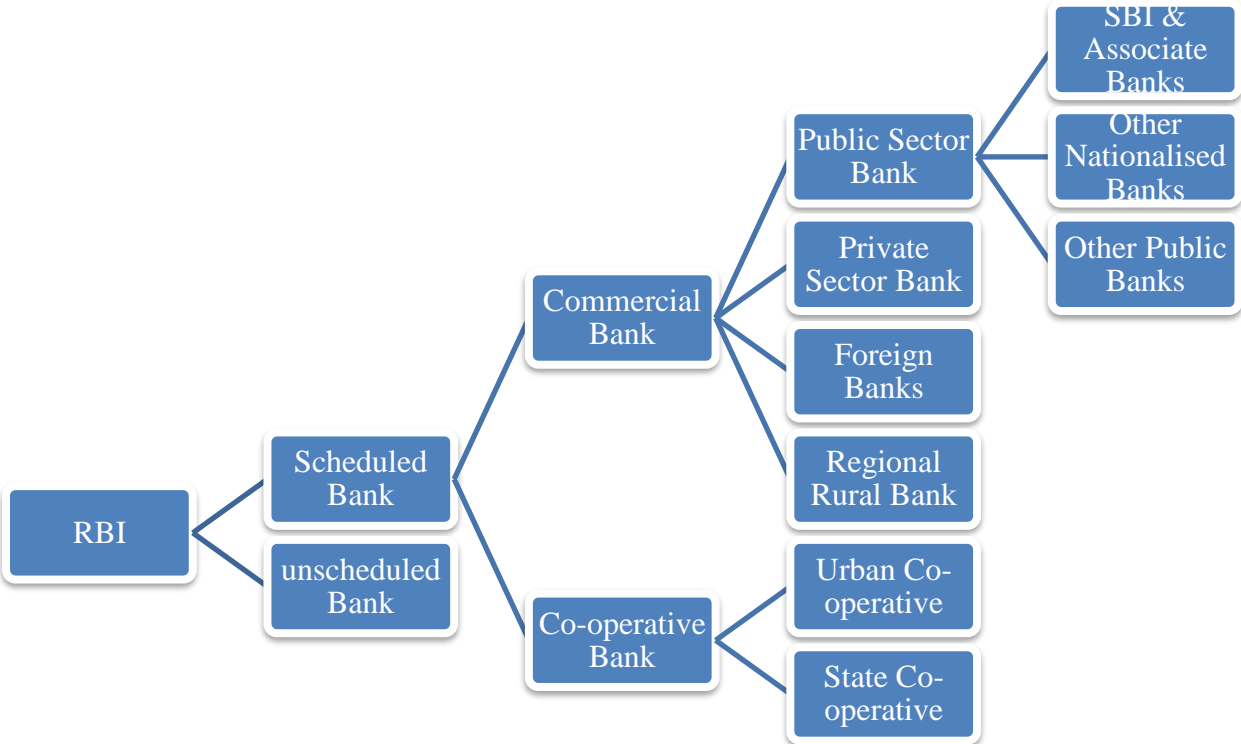 RBI
Scheduled
Bank
unscheduled
Bank
Commercial
Bank
Co-operative
Bank
Public Sector
Bank
Private
Sector Bank
Foreign
Banks
Regional
Rural Bank
Urban Co-
operative
State Co-
operative
SBI &
Associate
Banks
Other
Nationalised
Banks
Other Public
Banks